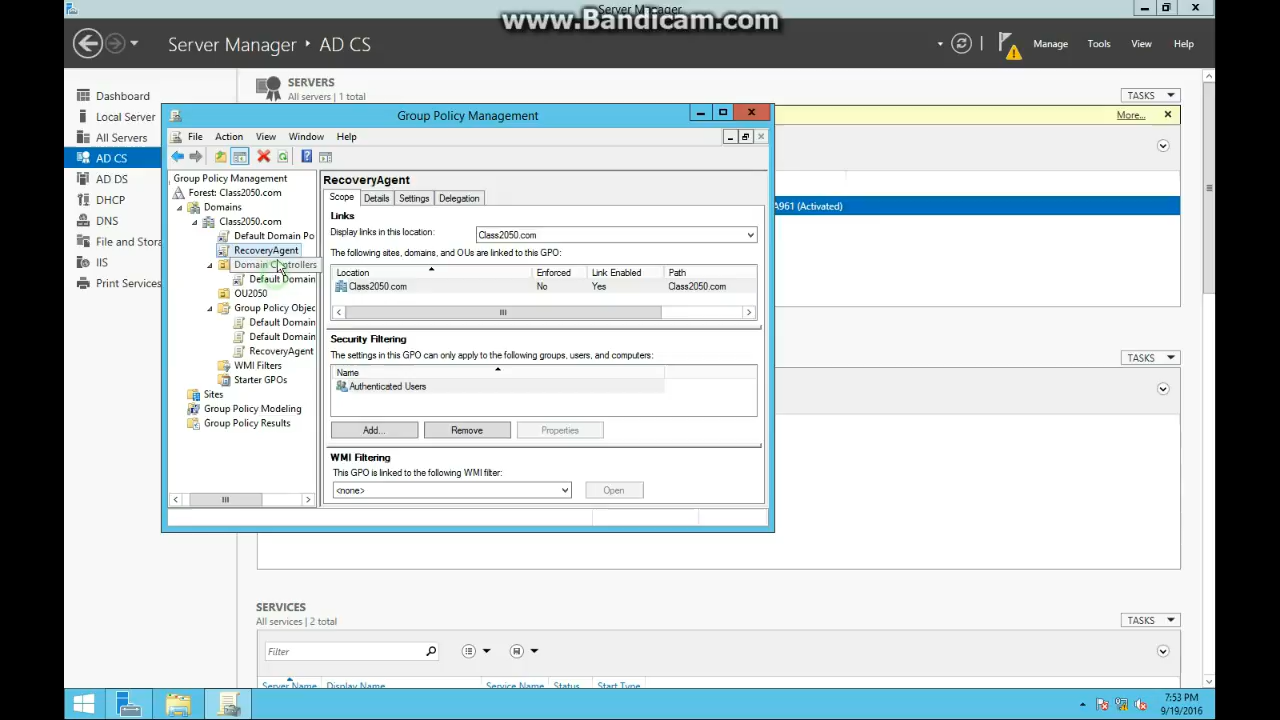 Server Manager
www.Bandicam.com
Server Manager ‣ AD CS
Manage Tools View Help
Dashboard
Local Server
All Servers
AD CS
AD DS
DHCP
DNS
File and Stora
IIS
Print Services
SERVERS
All servers | 1 total
TASKS
More...
A961 (Activated)
TASKS
Group Policy Management
File Action View Window Help
Group Policy Management
Forest: Class2050.com
Domains
Class2050.com
Default Domain Po
RecoveryAgent
Domain Controllers
Default Domain
OU2050
Group Policy Objec
Default Domain
Default Domain
RecoveryAgent
WMI Filters
Starter GPOs
Sites
Group Policy Modeling
Group Policy Results
RecoveryAgent
Scope Details Settings Delegation
Links
Display links in this location: Class2050.com
The following sites, domains, and OUs are linked to this GPO:
Location Enforced Link Enabled Path
Class2050.com No Yes Class2050.com
Security Filtering
The settings in this GPO can only apply to the following groups, users, and computers:
Name
Authenticated Users
Add... Remove Properties
WMI Filtering
This GPO is linked to the following WMI filter:
<none> Open
SERVICES
All services | 2 total
TASKS
Filter
Server Name Display Name Service Name Status Start Type
7:53 PM
9/19/2016